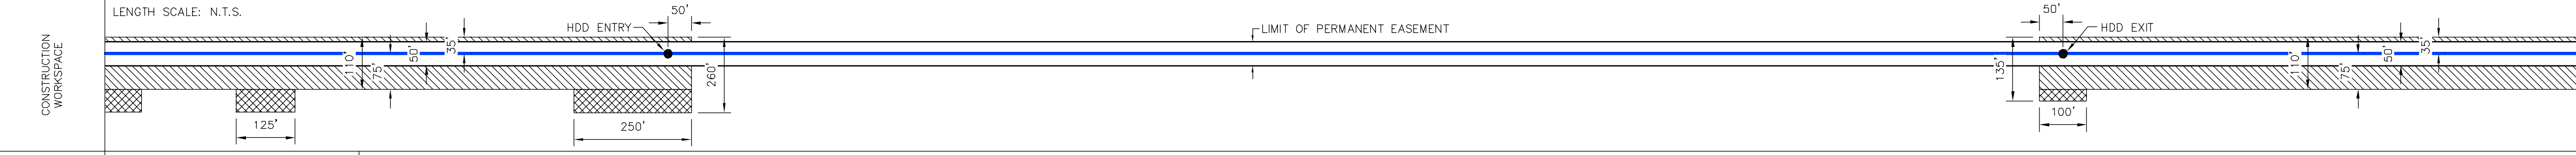 LENGTH SCALE: N.T.S.
CONSTRUCTION
WORKSPACE
110'
75'
50'
35'
125'
HDD ENTRY
50'
260'
250'
LIMIT OF PERMANENT EASEMENT
50'
HDD EXIT
135'
100'
110'
75'
50'
35'